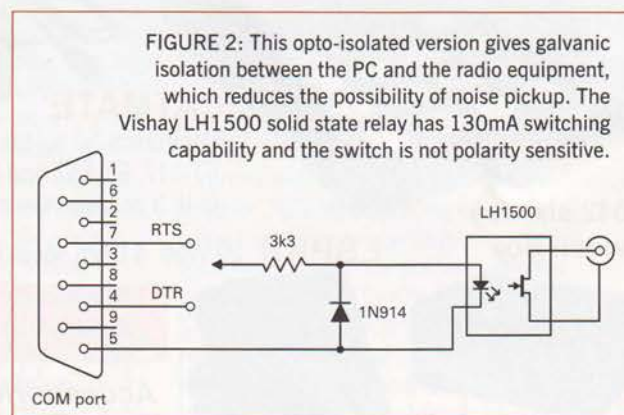 FIGURE 2: This opto-isolated version gives galvanic
isolation between the PC and the radio equipment,
which reduces the possibility of noise pickup. The
Vishay LH1500 solid state relay has 130mA switching
capability and the switch is not polarity sensitive.
LH1500
1
6
2
7
RTS
3k3
3
8
4
DTR
1N914
9
5
COM port